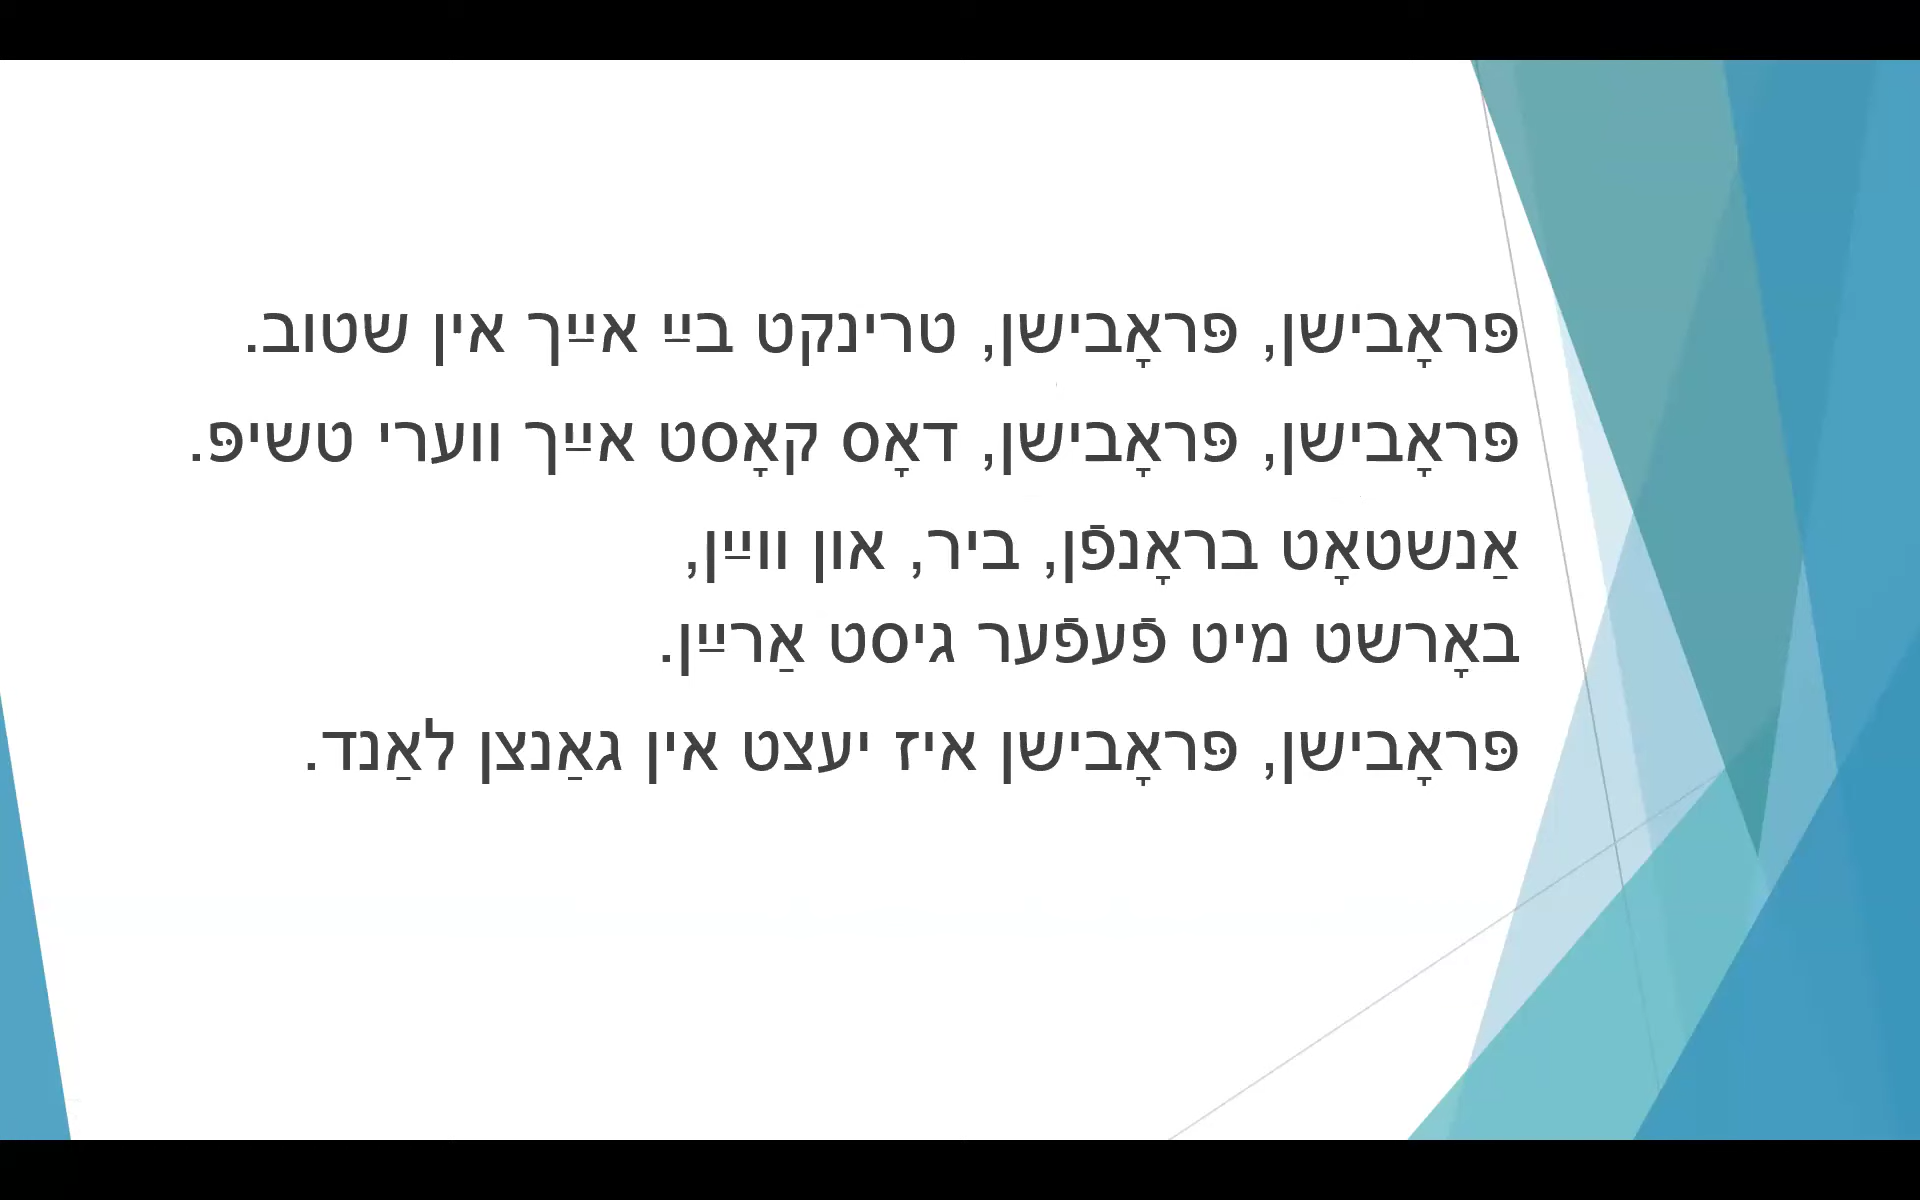 פּראָבישן, פּראָבישן, טרינקט בײַ אײַך אין שטוב.
פּראָבישן, פּראָבישן, דאָס קאָסט אײַך ווערי טשיפּ.
אַנשטאָט בראָנפֿן, ביר, און ווײַן,
באָרשט מיט פֿעפֿער גיסט אַרײַן.
פּראָבישן, פּראָבישן איז יעצט אין גאַנצן לאַנד.